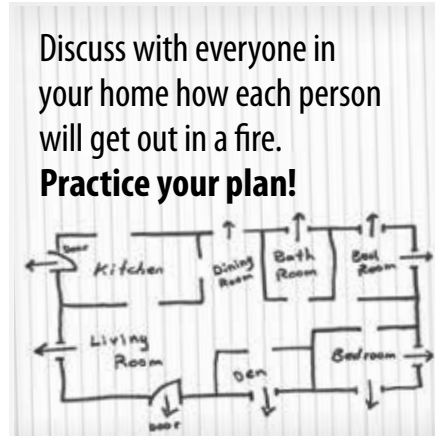 Discuss with everyone in
your home how each person
will get out in a fire.
Practice your plan!
Door
Kitchen
Dining
Room
Bath
Room
Bed
Room
Living
Room
Den
Bedroom
Door